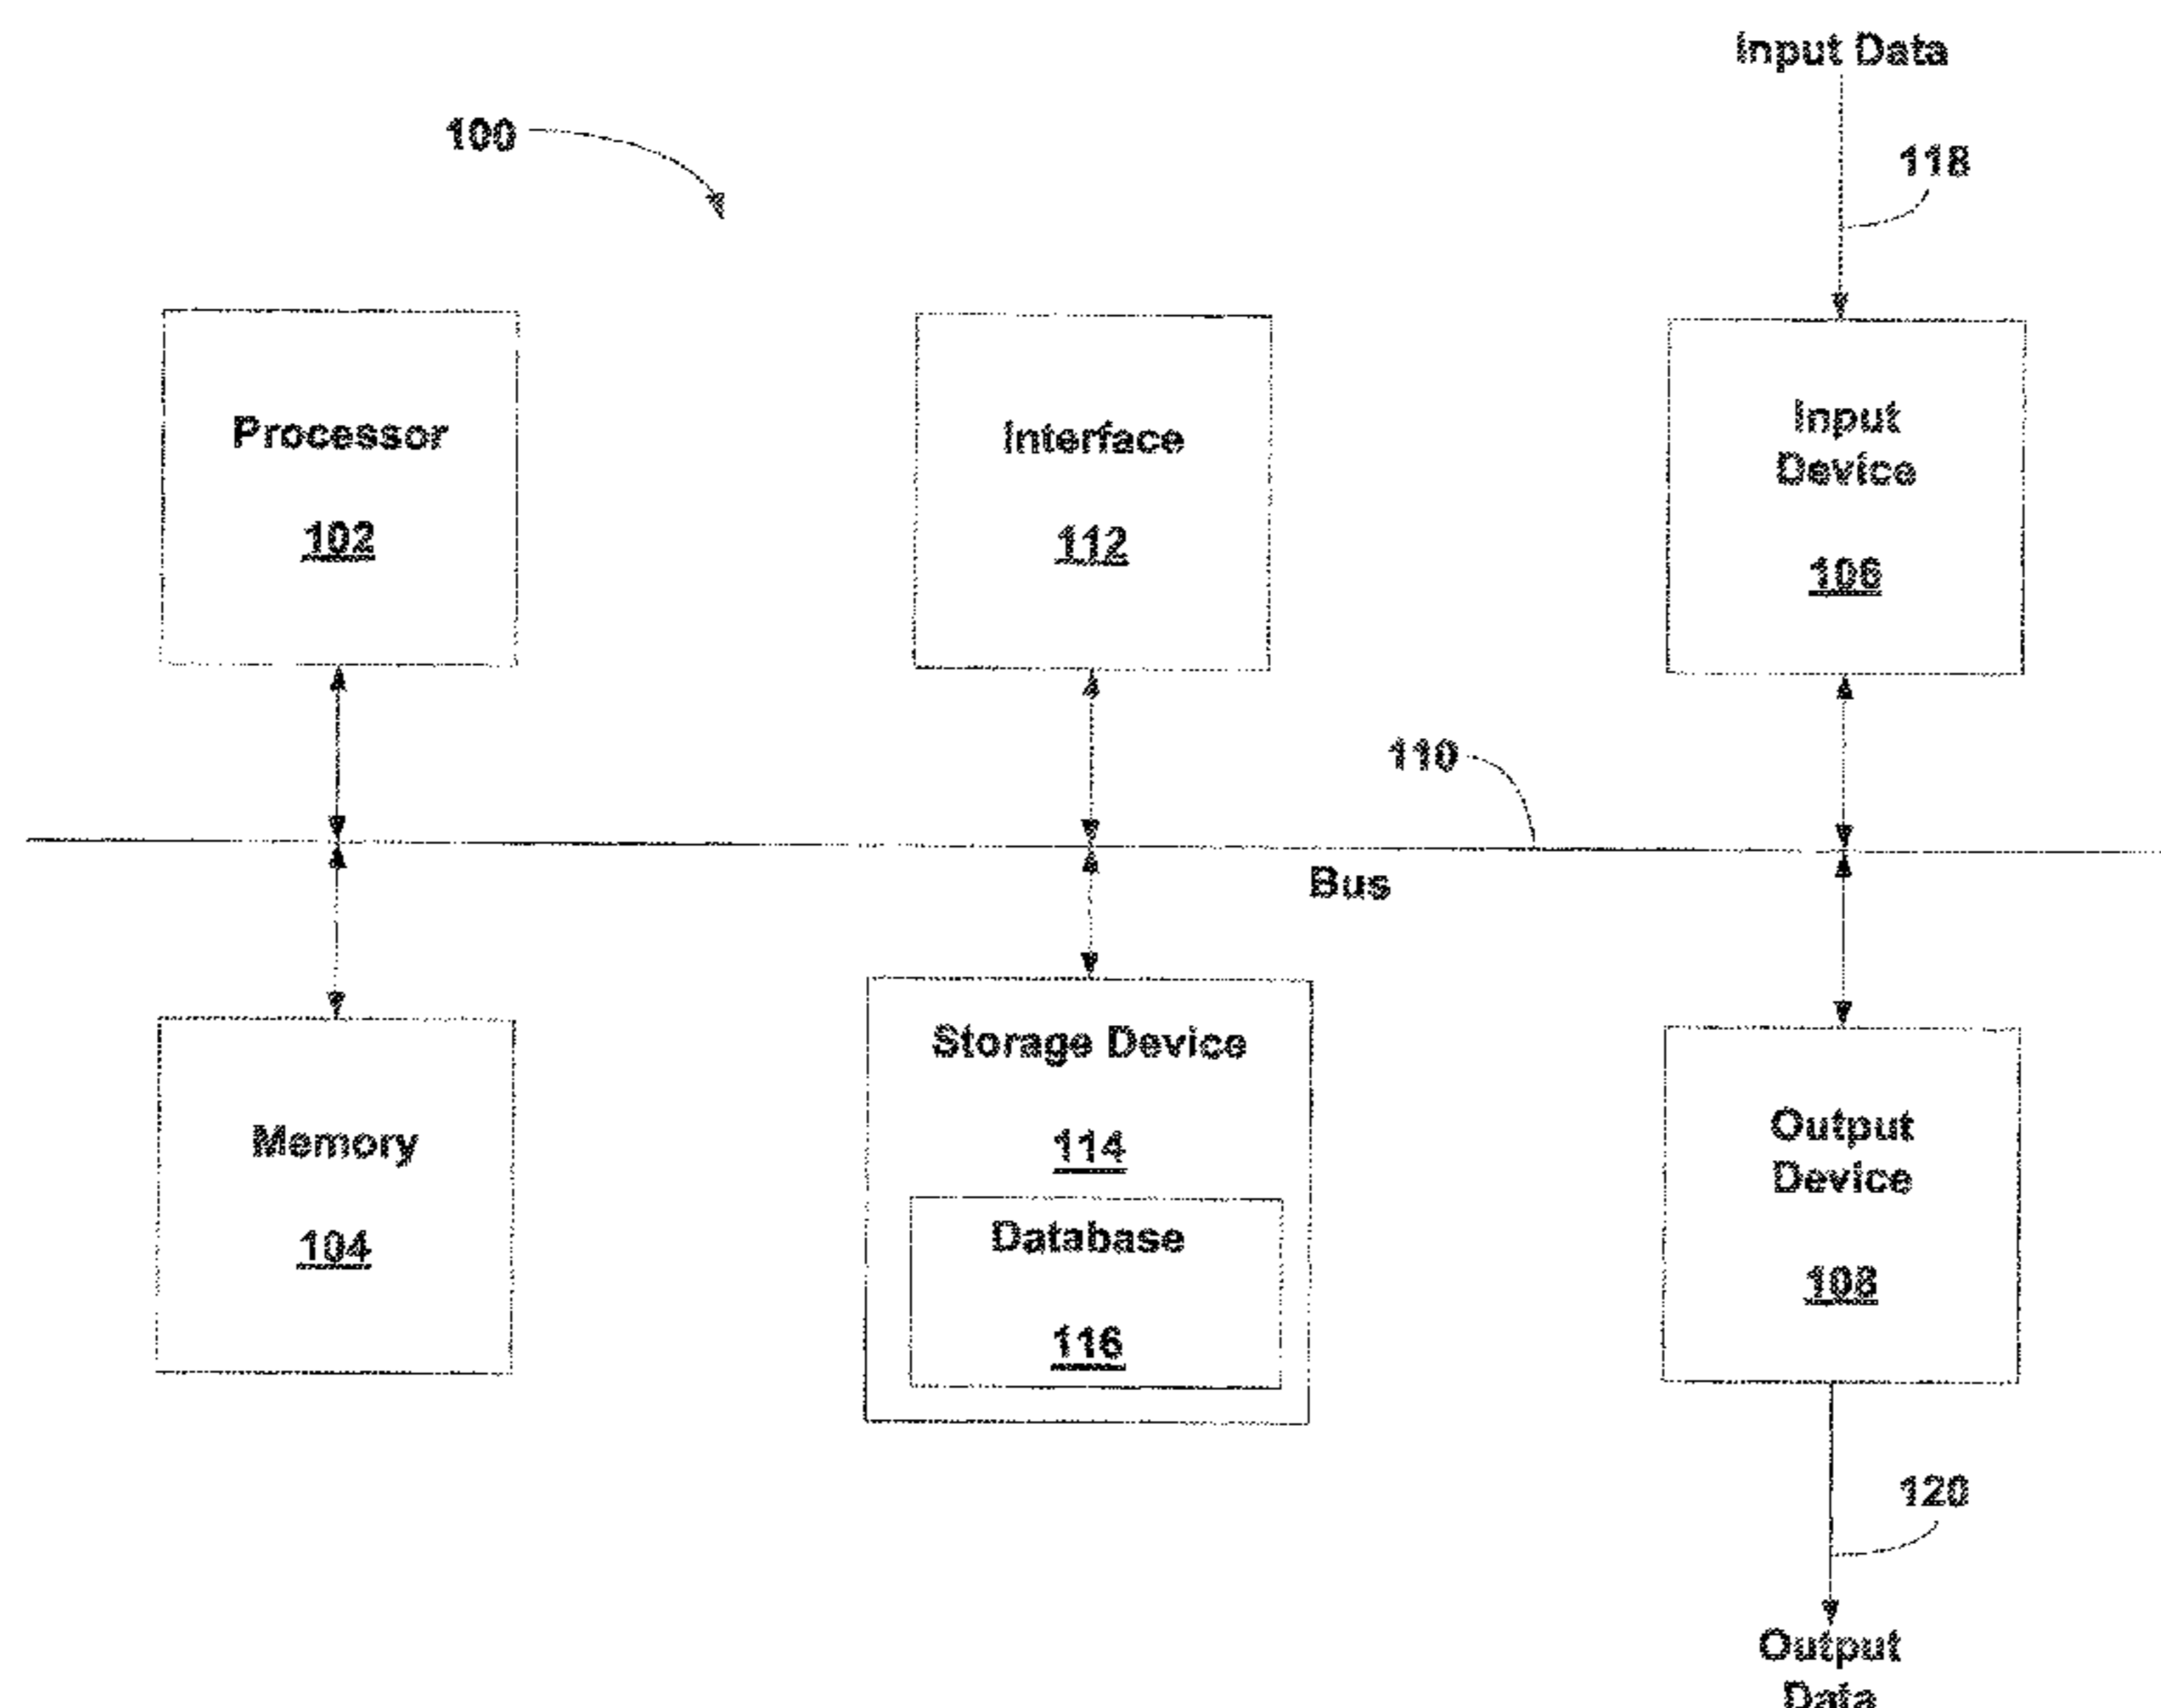 Input Data
100
118
Processor
102
Interface
112
Input
Device
106
110
Bus
Memory
104
Storage Device
114
Database
116
Output
Device
108
120
Output
Data